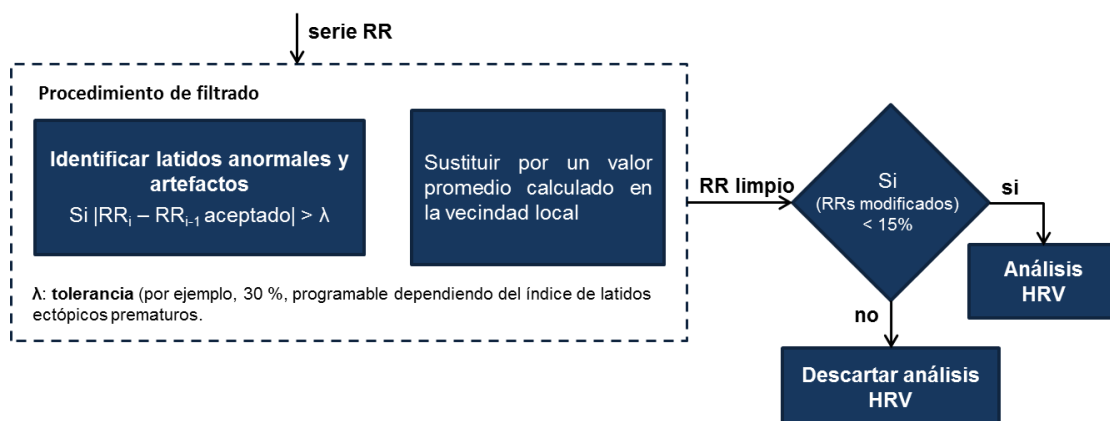 serie RR
Procedimiento de filtrado
Identificar latidos anormales y
artefactos
Si |RRi – RRi-1 aceptado| > λ
Sustituir por un valor
promedio calculado en
la vecindad local
λ: tolerancia (por ejemplo, 30 %, programable dependiendo del índice de latidos
ectópicos prematuros.
RR limpio
Si
(RRs modificados)
< 15%
si
Análisis
HRV
no
Descartar análisis
HRV